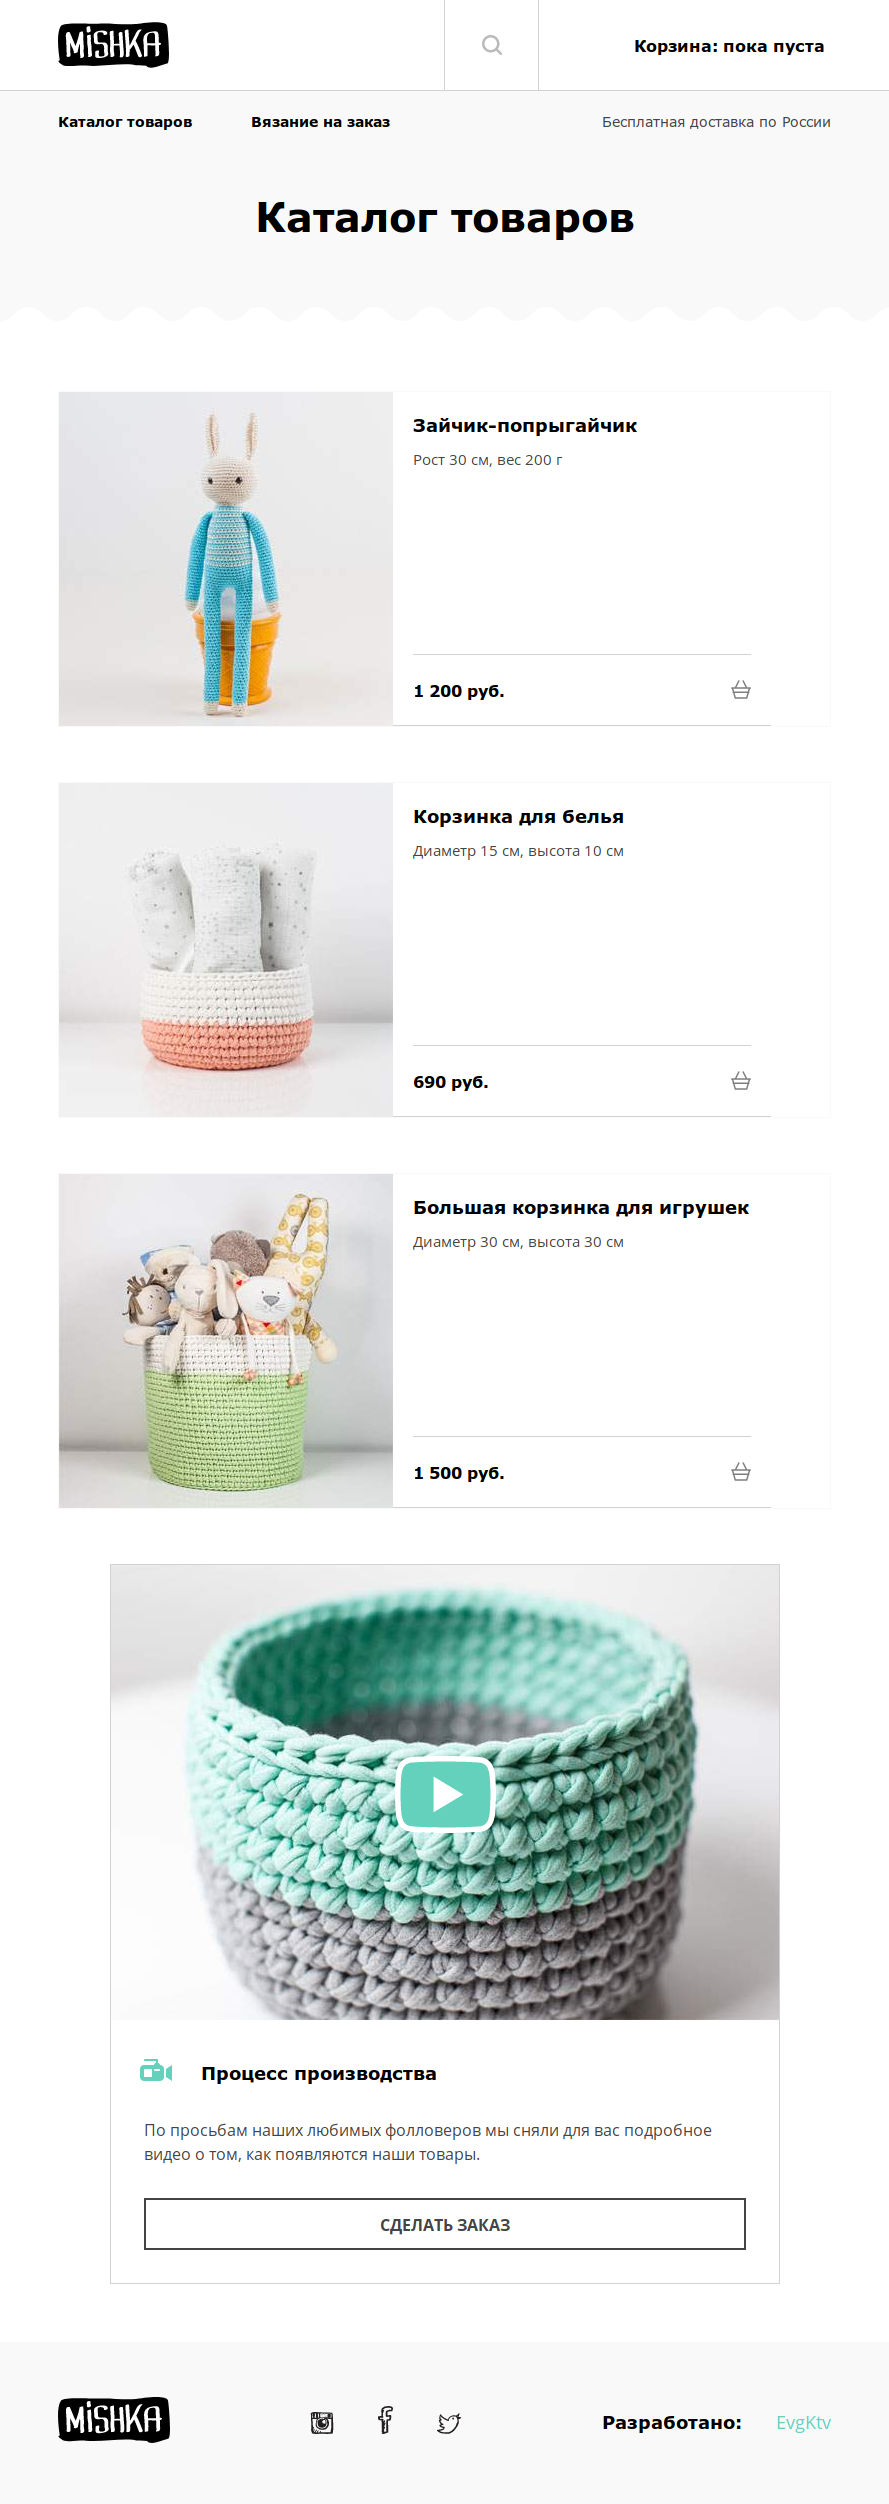 MiSHKA
Корзина: пока пуста
Каталог товаров
Вязание на заказ
Бесплатная доставка по России
Каталог товаров
Зайчик-попрыгайчик
Рост 30 см, вес 200 г
1 200 руб.
Корзинка для белья
Диаметр 15 см, высота 10 см
690 руб.
Большая корзинка для игрушек
Диаметр 30 см, высота 30 см
1 500 руб.
Процесс производства
По просьбам наших любимых фолловеров мы сняли для вас подробное
видео о том, как появляются наши товары.
СДЕЛАТЬ ЗАКАЗ
MiSHKA
Разработано:
EvgKtv